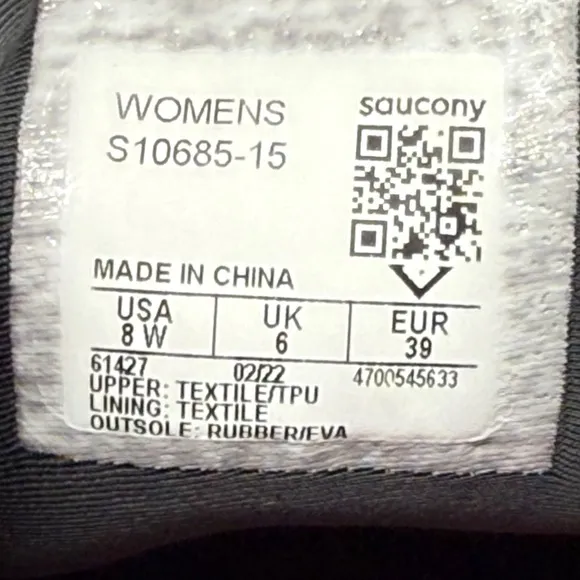 WOMENS
S10685-15
saucony
MADE IN CHINA
USA UK EUR
8 W 6 39
61427 02/22 4700545633
UPPER: TEXTILE/TPU
LINING: TEXTILE
OUTSOLE: RUBBER/EVA